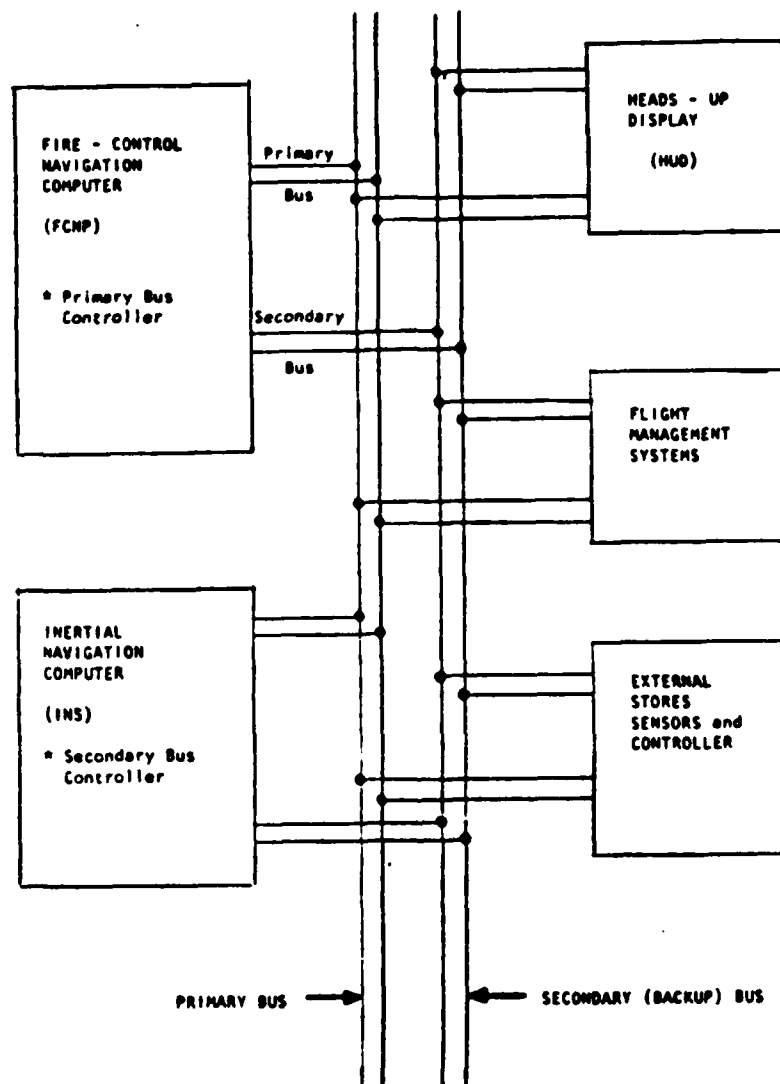 FIRE - CONTROL
NAVIGATION
COMPUTER
(FCNP)
* Primary Bus
Controller
Primary
Bus
Secondary
Bus
HEADS - UP
DISPLAY
(HUD)
FLIGHT
MANAGEMENT
SYSTEMS
INERTIAL
NAVIGATION
COMPUTER
(INS)
* Secondary Bus
Controller
EXTERNAL
STORES
SENSORS and
CONTROLLER
PRIMARY BUS
SECONDARY (BACKUP) BUS